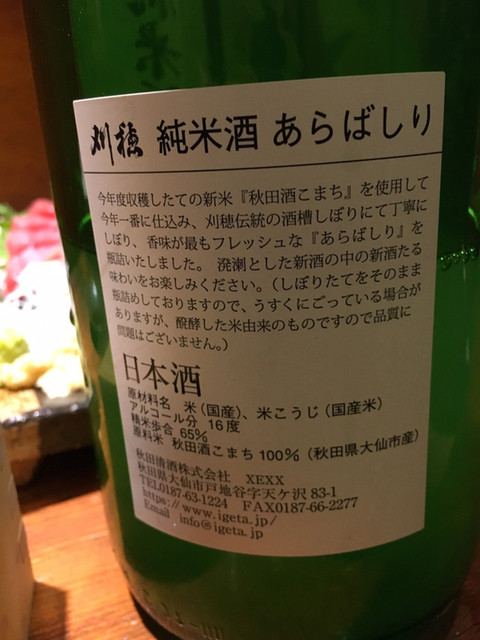 刈穂 純米酒 あらばしり
今年度収穫したての新米『秋田酒こまち』を使用して
今年一番に仕込み、刈穂伝統の酒槽しぼりにて丁寧に
しぼり、香味が最もフレッシュな『あらばしり』を
瓶詰いたしました。 溌溂とした新酒の中の新酒たる
味わいをお楽しみください。（しぼりたてをそのまま
瓶詰めしておりますので、うすくにごっている場合が
ありますが、醗酵した米由来のものですので品質に
問題はございません。）
日本酒
原材料名 米（国産）、米こうじ（国産米）
アルコール分 16度
精米歩合 65%
原料米 秋田酒こまち100%（秋田県大仙市産）
秋田清酒株式会社 XEXX
秋田県大仙市戸地谷字天ケ沢 83-1
TEL0187-63-1224 FAX0187-66-2277
https://www.igeta.jp/
Email info@igeta.jp